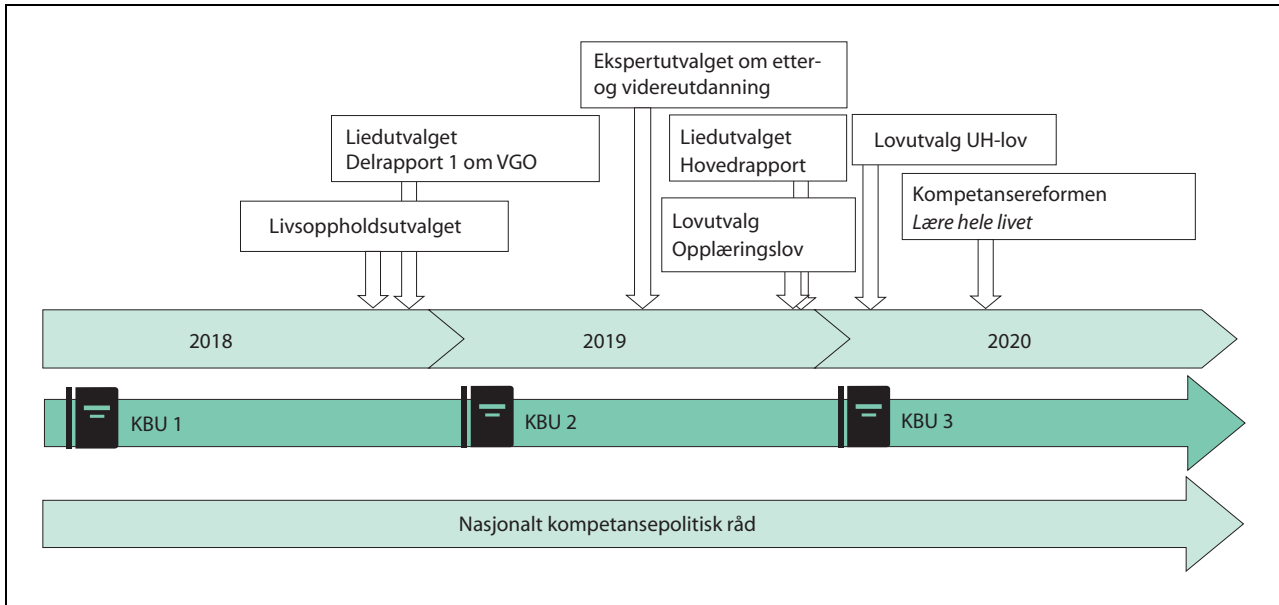 Ekspertutvalget om etter-
og videreutdanning
Liedutvalget
Delrapport 1 om VGO
Liedutvalget
Hovedrapport
Lovutvalg UH-lov
Kompetansereformen
Lære hele livet
Livsoppholdsutvalget
Lovutvalg
Opplæringslov
2018
2019
2020
KBU 1
KBU 2
KBU 3
Nasjonalt kompetansepolitisk råd